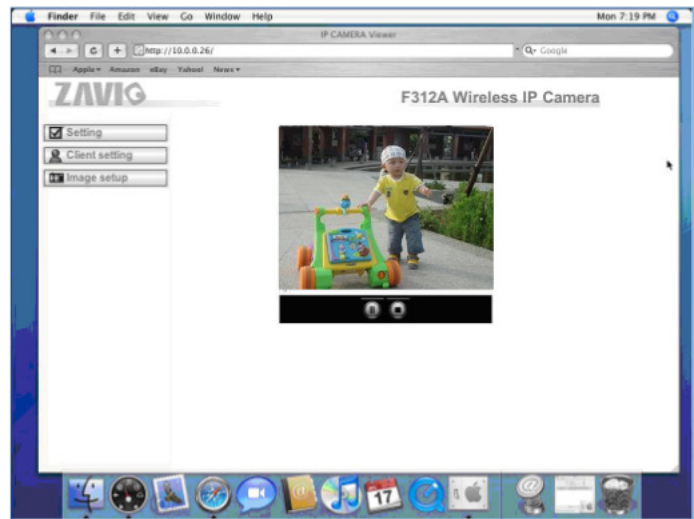 Finder File Edit View Go Window Help Mon 7:19 PM
IP CAMERA Viewer
http://10.0.0.26/ Google
Apple Amazon eBay Yahoo! News
ZAVIO
F312A Wireless IP Camera
Setting
Client setting
Image setup
17